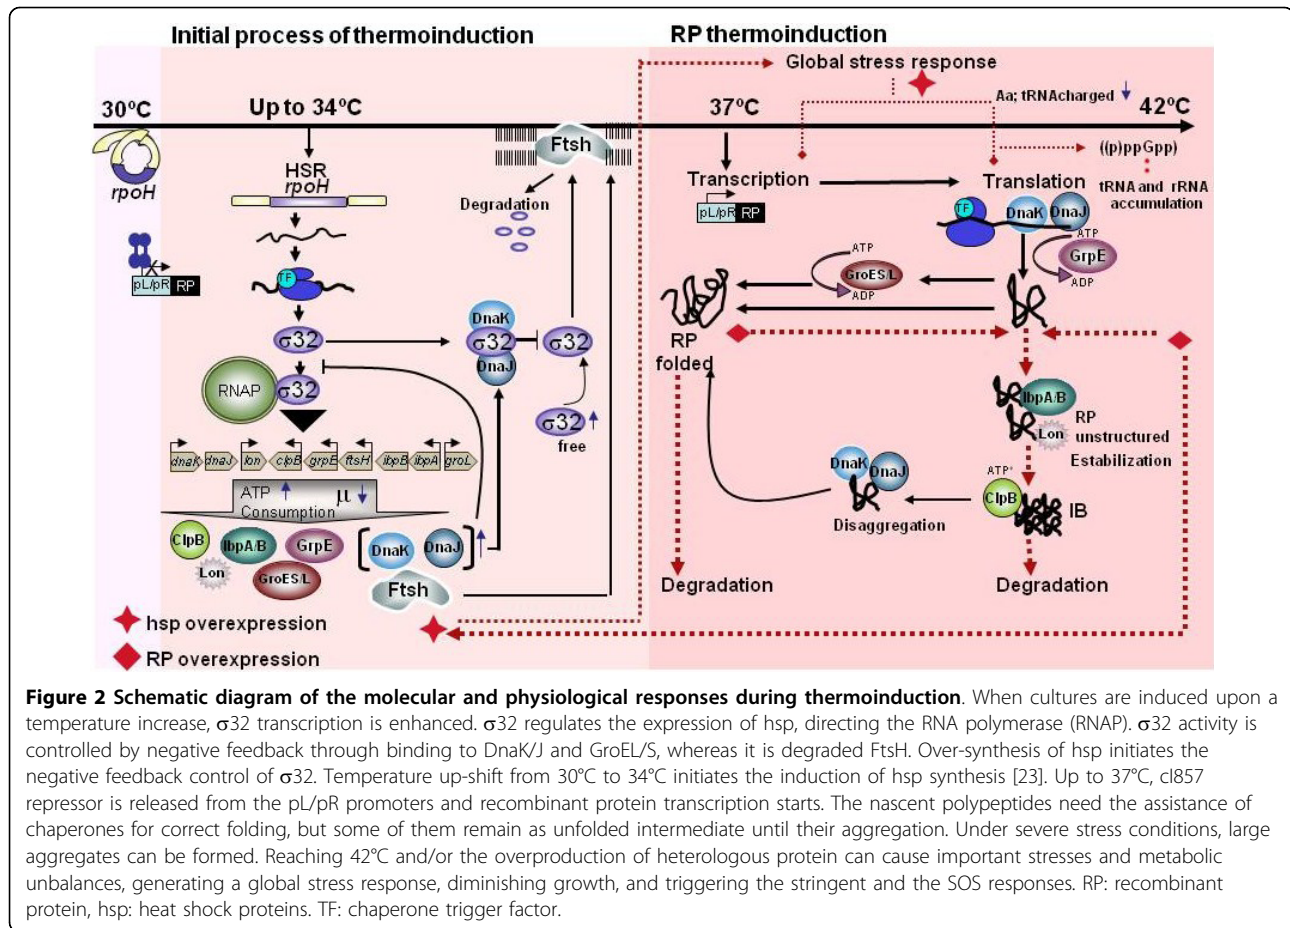 Initial process of thermoinduction
RP thermoinduction
Global stress response
30ºC
Up to 34ºC
37ºC
Aa; tRNAcharged
42ºC
rpoH
HSR
rpoH
Ftsh
Degradation
Transcription
pL/pR RP
Translation
((p)ppGpp)
tRNA and rRNA
accumulation
TF
DnaK
DnaJ
ATP
GrpE
ADP
pL/pR RP
TF
ATP
GroES/L
ADP
σ32
DnaK
σ32
DnaJ
σ32
RP
folded
RNAP
σ32
σ32
free
IbpA/B
Lon
RP
unstructured
Estabilization
dnaK dnaJ lon clpB grpE ftsH ibpB ibpA groL
ATP
Consumption
μ
DnaK
DnaJ
Disaggregation
ATP+
ClpB
IB
ClpB
IbpA/B
GrpE
Lon
GroES/L
DnaK
DnaJ
Ftsh
Degradation
Degradation
hsp overexpression
RP overexpression
Figure 2 Schematic diagram of the molecular and physiological responses during thermoinduction. When cultures are induced upon a
temperature increase, σ32 transcription is enhanced. σ32 regulates the expression of hsp, directing the RNA polymerase (RNAP). σ32 activity is
controlled by negative feedback through binding to DnaK/J and GroEL/S, whereas it is degraded FtsH. Over-synthesis of hsp initiates the
negative feedback control of σ32. Temperature up-shift from 30°C to 34°C initiates the induction of hsp synthesis [23]. Up to 37°C, cI857
repressor is released from the pL/pR promoters and recombinant protein transcription starts. The nascent polypeptides need the assistance of
chaperones for correct folding, but some of them remain as unfolded intermediate until their aggregation. Under severe stress conditions, large
aggregates can be formed. Reaching 42°C and/or the overproduction of heterologous protein can cause important stresses and metabolic
unbalances, generating a global stress response, diminishing growth, and triggering the stringent and the SOS responses. RP: recombinant
protein, hsp: heat shock proteins. TF: chaperone trigger factor.